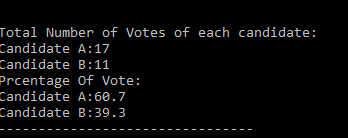 Total Number of Votes of each candidate:
Candidate A:17
Candidate B:11
Prcentage Of Vote:
Candidate A:60.7
Candidate B:39.3
--------------------------------